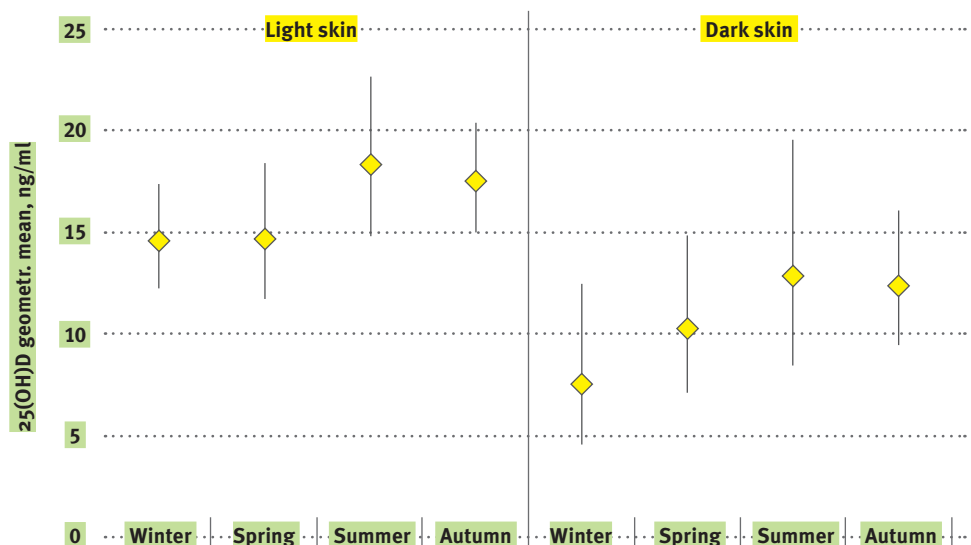 25(OH)D geometr. mean, ng/ml
25
20
15
10
5
0
Light skin
Dark skin
Winter
Spring
Summer
Autumn
Winter
Spring
Summer
Autumn